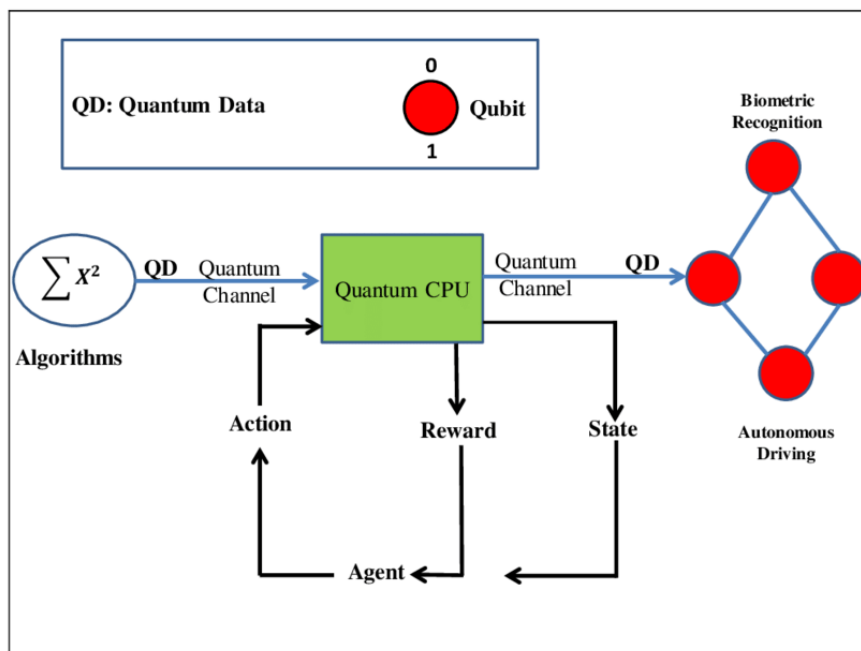 0
QD: Quantum Data
Qubit
1
Biometric
Recognition
∑ X²
QD
Quantum
Channel
Quantum CPU
Quantum
Channel
QD
Algorithms
Action
Reward
State
Autonomous
Driving
Agent